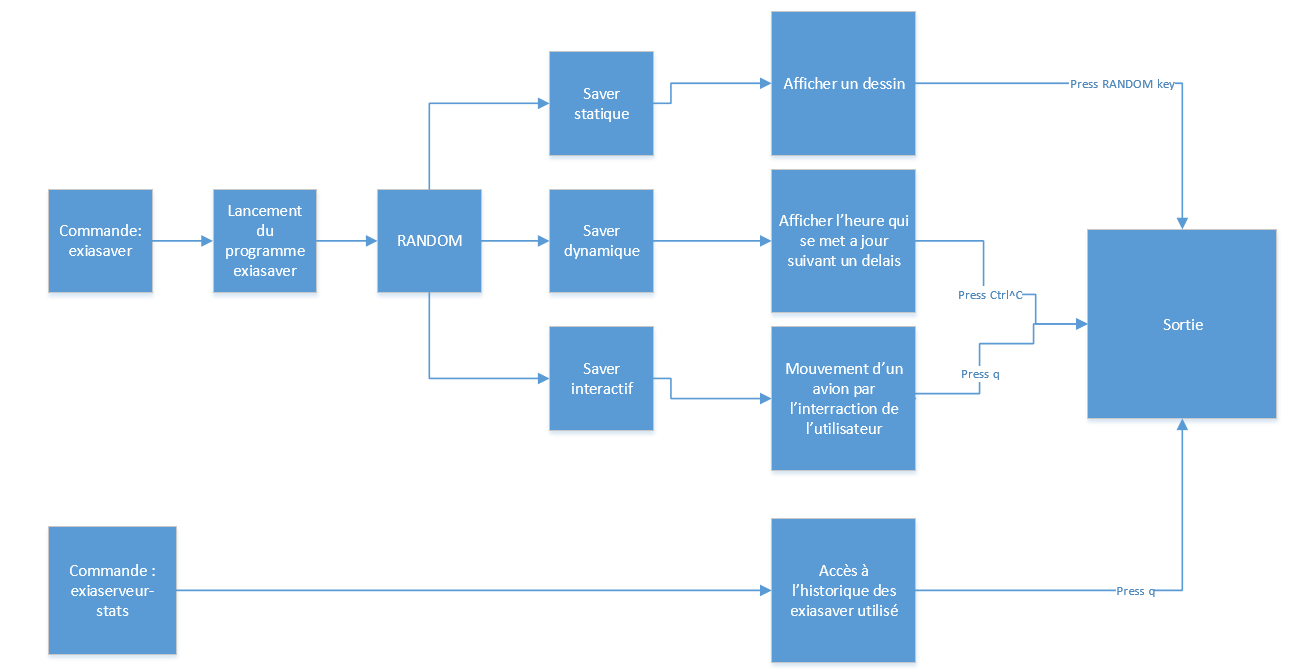 Afficher un dessin
Press RANDOM key
Saver
statique
Commande:
exiasaver
Lancement
du
programme
exiasaver
RANDOM
Saver
dynamique
Afficher l’heure qui
se met a jour
suivant un delais
Press Ctrl^C
Sortie
Saver
interactif
Mouvement d’un
avion par
l’interraction de
l’utilisateur
Press q
Commande :
exiaserveur-
stats
Accès à
l’historique des
exiasaver utilisé
Press q